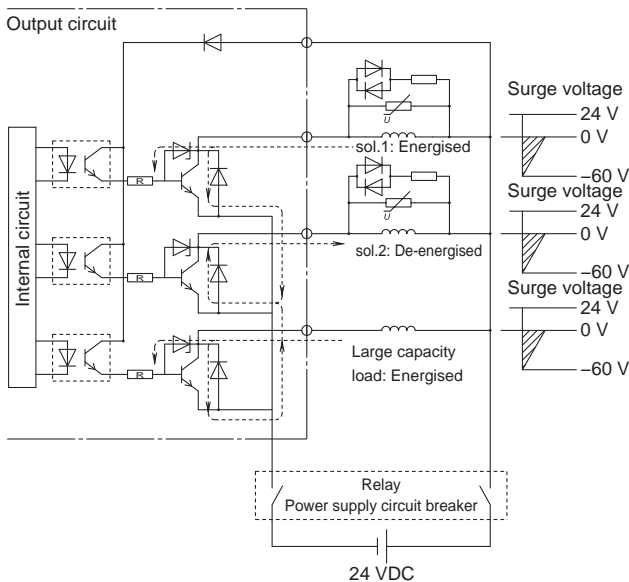 Output circuit
Surge voltage
24 V
0 V
sol.1: Energised
U
R
–60 V
Surge voltage
24 V
0 V
sol.2: De-energised
U
R
–60 V
Surge voltage
24 V
0 V
Large capacity
load: Energised
R
–60 V
Internal circuit
Relay
Power supply circuit breaker
24 VDC